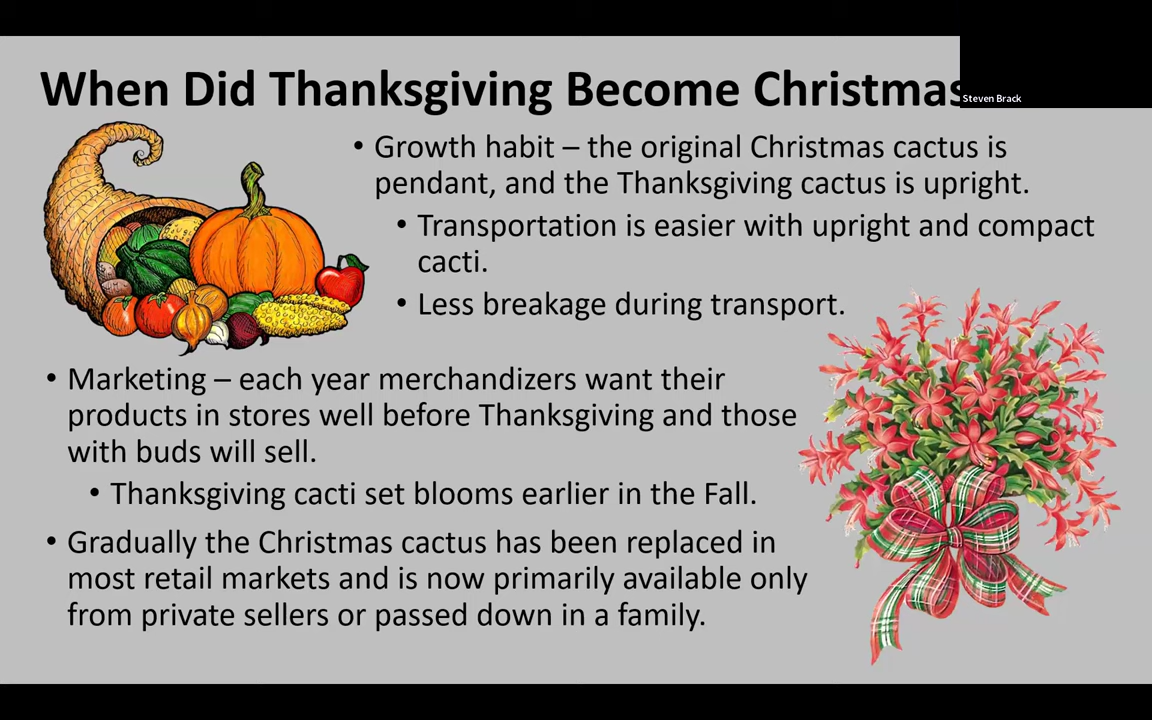 When Did Thanksgiving Become Christmas
Steven Brack
• Growth habit – the original Christmas cactus is
pendant, and the Thanksgiving cactus is upright.
• Transportation is easier with upright and compact
cacti.
• Less breakage during transport.
• Marketing – each year merchandizers want their
products in stores well before Thanksgiving and those
with buds will sell.
• Thanksgiving cacti set blooms earlier in the Fall.
• Gradually the Christmas cactus has been replaced in
most retail markets and is now primarily available only
from private sellers or passed down in a family.